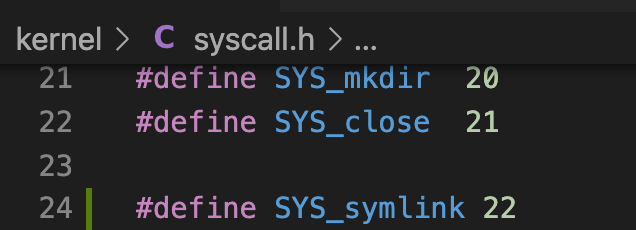 kernel > C syscall.h > ...
21 #define SYS_mkdir 20
22 #define SYS_close 21
23
24 #define SYS_symlink 22